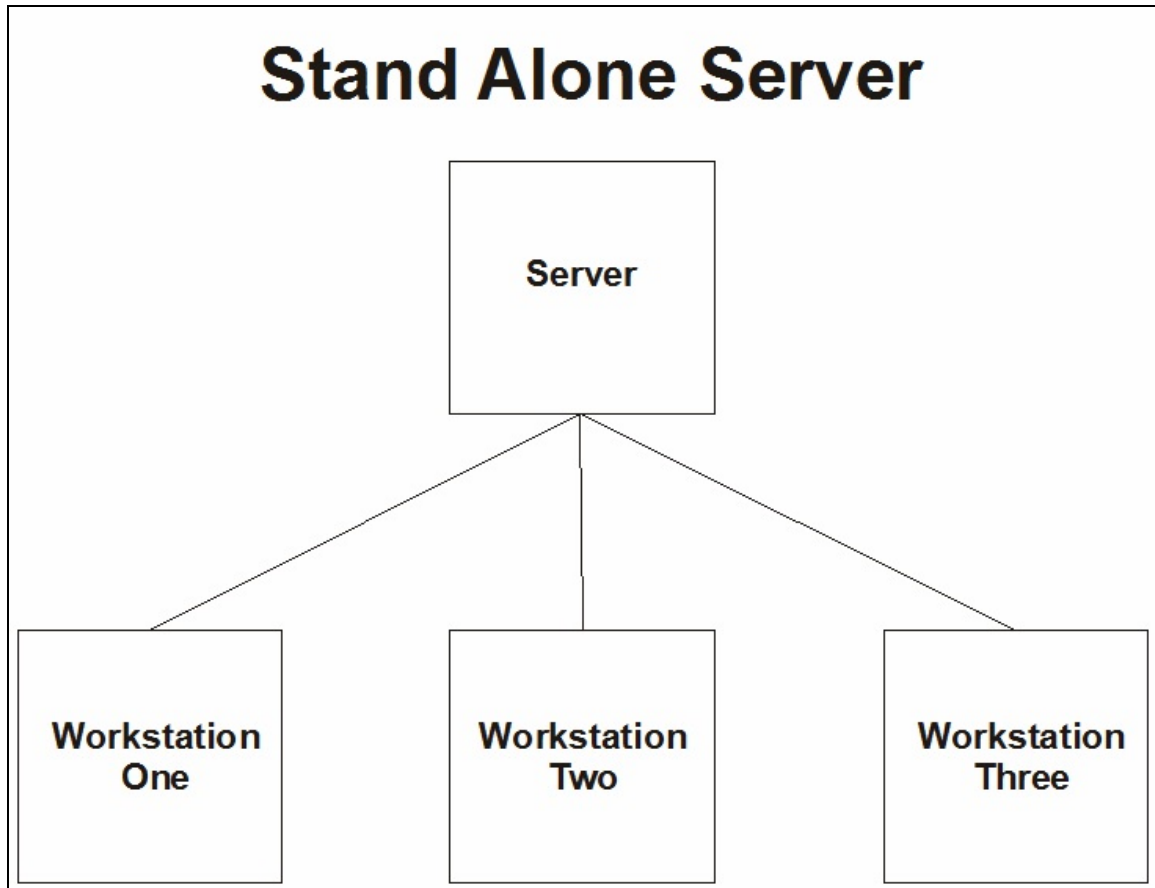 Stand Alone Server
Server
Workstation
One
Workstation
Two
Workstation
Three